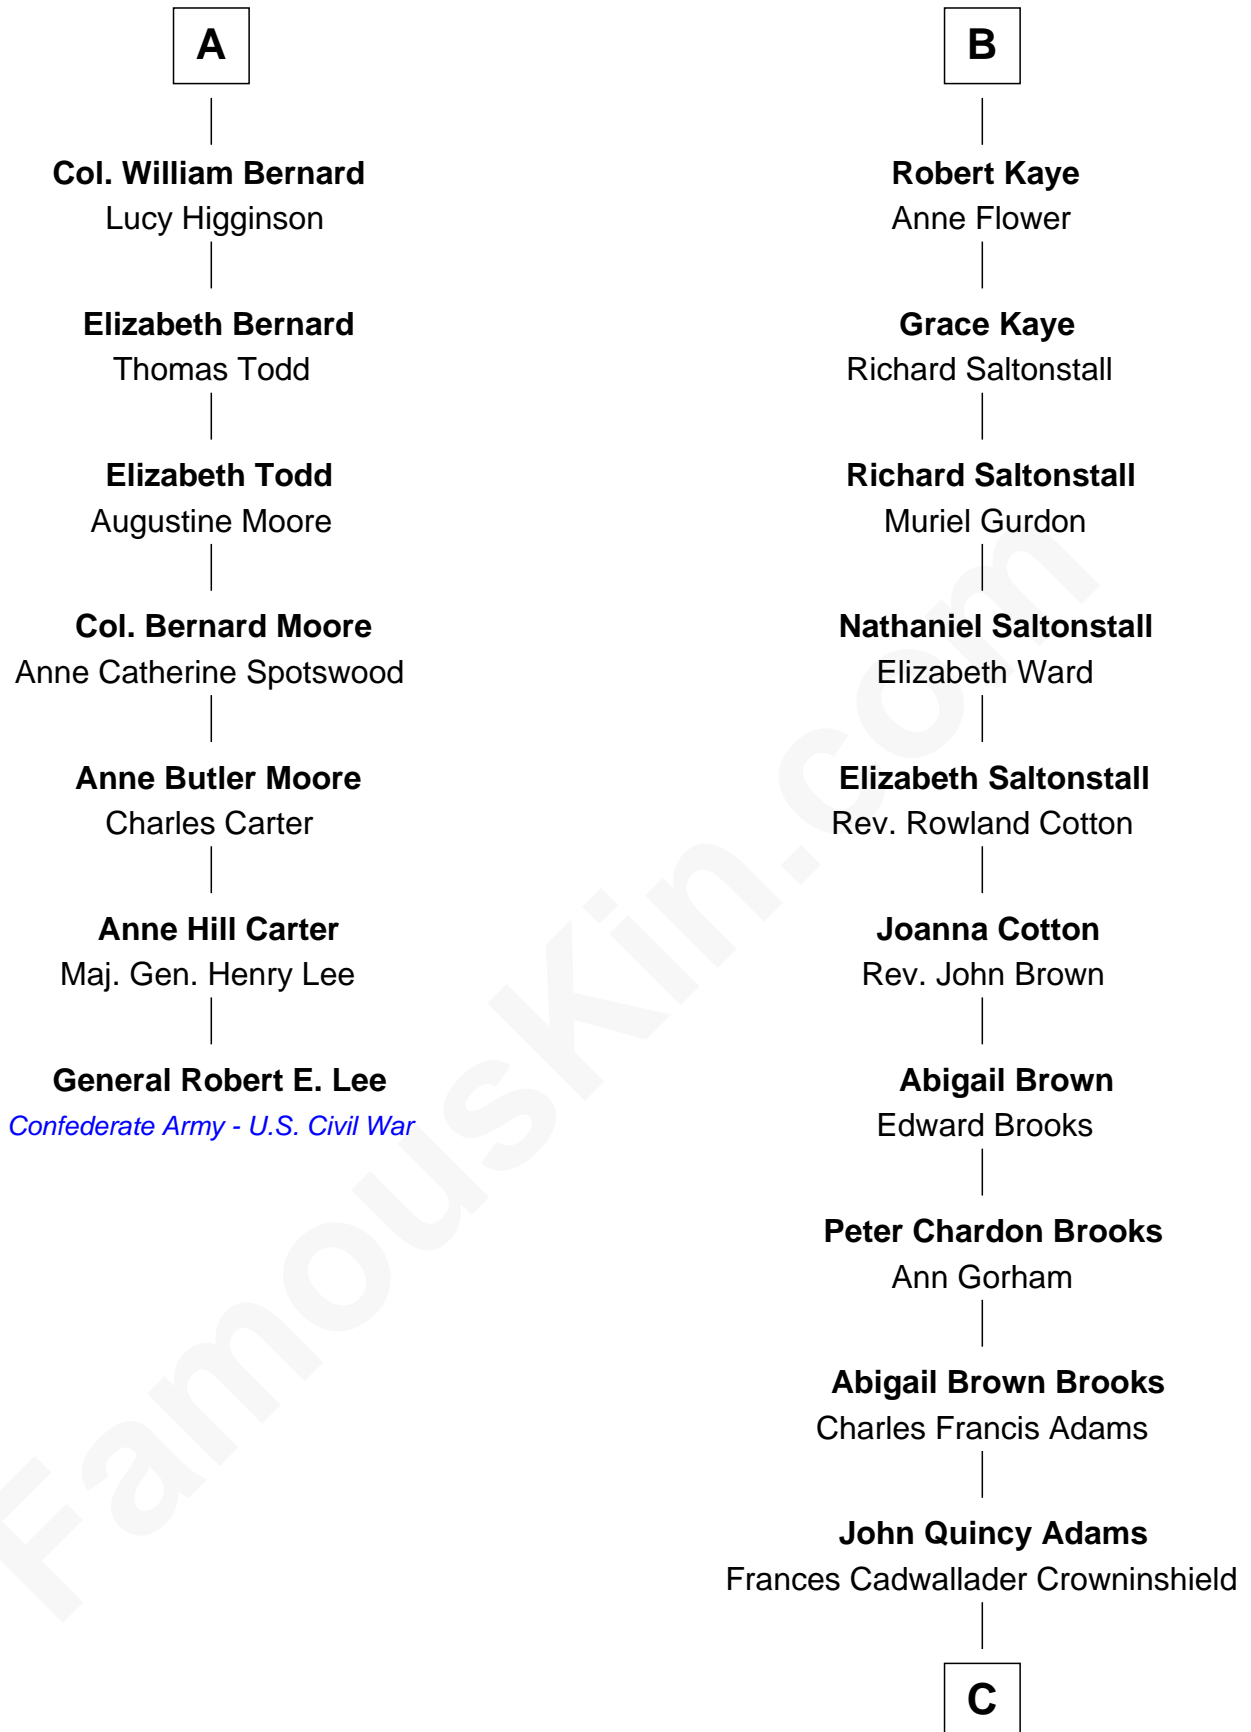 A
Col. William Bernard
Lucy Higginson
Elizabeth Bernard
Thomas Todd
Elizabeth Todd
Augustine Moore
Col. Bernard Moore
Anne Catherine Spotswood
Anne Butler Moore
Charles Carter
Anne Hill Carter
Maj. Gen. Henry Lee
General Robert E. Lee
Confederate Army - U.S. Civil War
B
Robert Kaye
Anne Flower
Grace Kaye
Richard Saltonstall
Richard Saltonstall
Muriel Gurdon
Nathaniel Saltonstall
Elizabeth Ward
Elizabeth Saltonstall
Rev. Rowland Cotton
Joanna Cotton
Rev. John Brown
Abigail Brown
Edward Brooks
Peter Chardon Brooks
Ann Gorham
Abigail Brown Brooks
Charles Francis Adams
John Quincy Adams
Frances Cadwallader Crowninshield
C
FamousKin.com